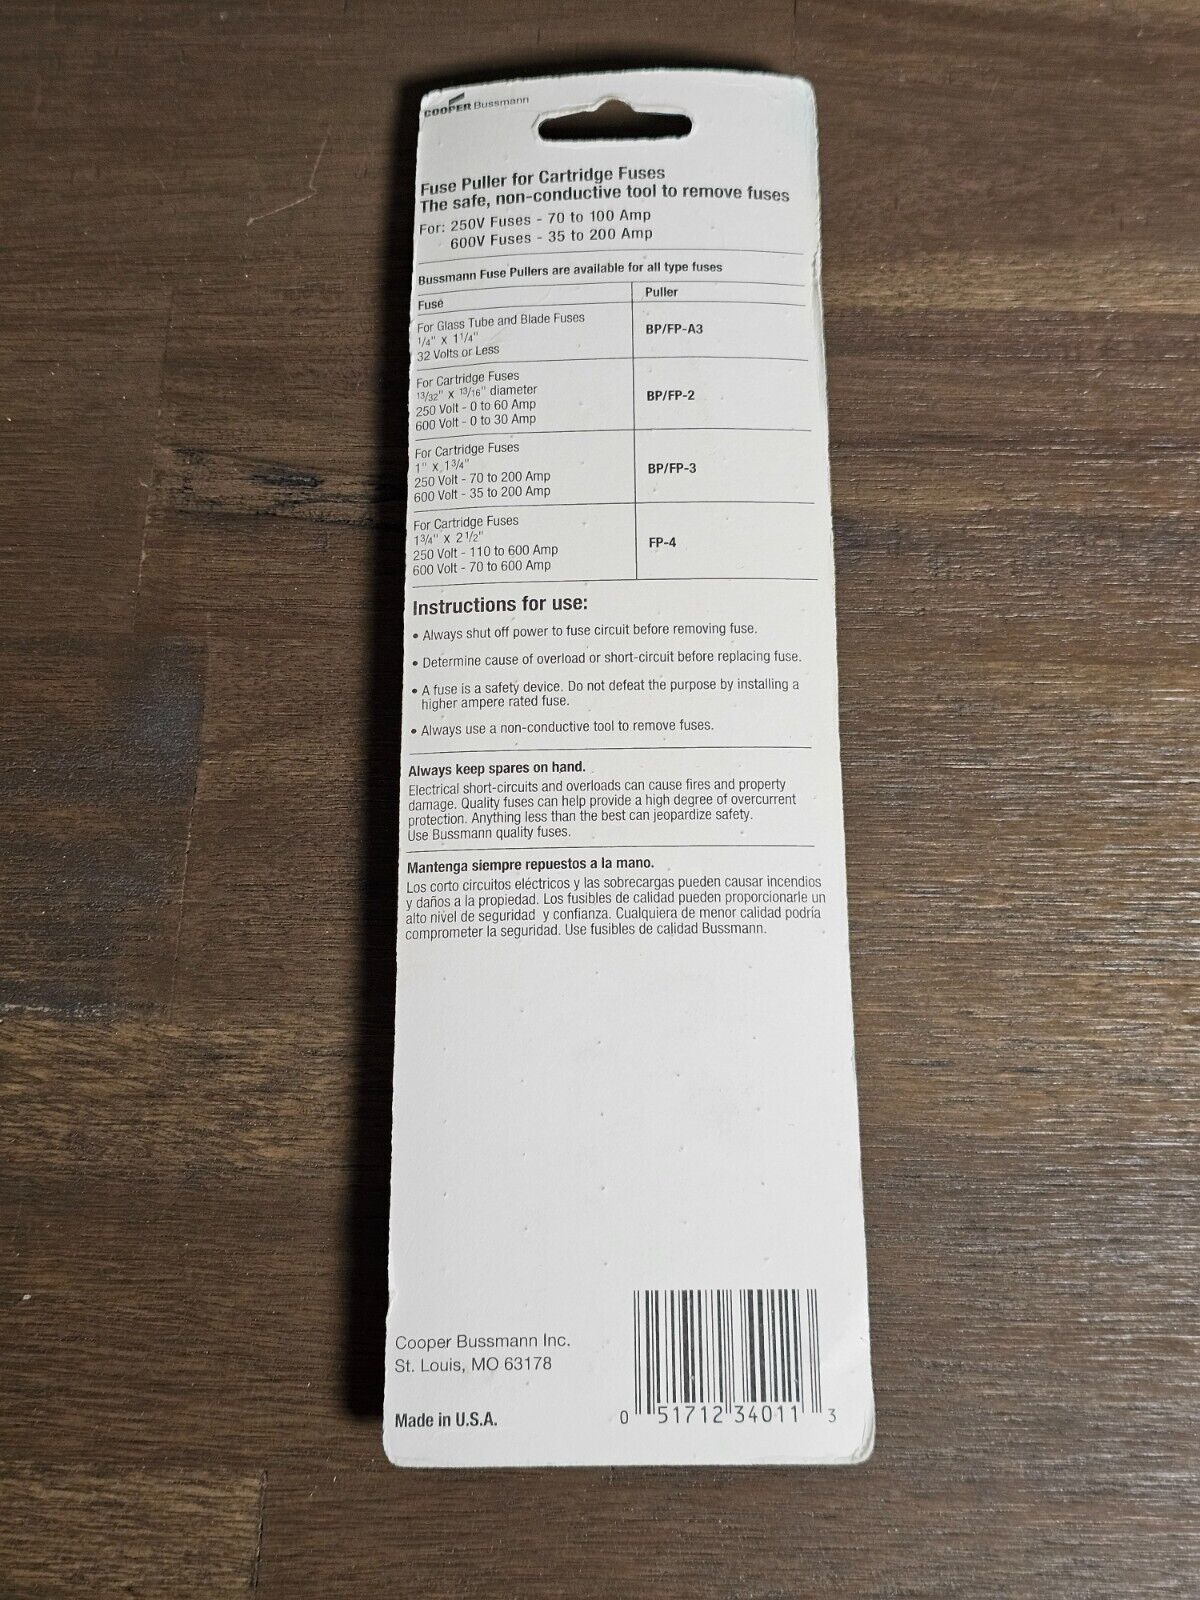 COOPER Bussmann
Fuse Puller for Cartridge Fuses
The safe, non-conductive tool to remove fuses
For: 250V Fuses - 70 to 100 Amp
600V Fuses - 35 to 200 Amp
Bussmann Fuse Pullers are available for all type fuses
Fuse Puller
For Glass Tube and Blade Fuses
1/4" X 1 1/4"
32 Volts or Less
BP/FP-A3
For Cartridge Fuses
13/32" X 13/16" diameter
250 Volt - 0 to 60 Amp
600 Volt - 0 to 30 Amp
BP/FP-2
For Cartridge Fuses
1" X 1 3/4"
250 Volt - 70 to 200 Amp
600 Volt - 35 to 200 Amp
BP/FP-3
For Cartridge Fuses
1 3/4" X 2 1/2"
250 Volt - 110 to 600 Amp
600 Volt - 70 to 600 Amp
FP-4
Instructions for use:
• Always shut off power to fuse circuit before removing fuse.
• Determine cause of overload or short-circuit before replacing fuse.
• A fuse is a safety device. Do not defeat the purpose by installing a
higher ampere rated fuse.
• Always use a non-conductive tool to remove fuses.
Always keep spares on hand.
Electrical short-circuits and overloads can cause fires and property
damage. Quality fuses can help provide a high degree of overcurrent
protection. Anything less than the best can jeopardize safety.
Use Bussmann quality fuses.
Mantenga siempre repuestos a la mano.
Los corto circuitos eléctricos y las sobrecargas pueden causar incendios
y daños a la propiedad. Los fusibles de calidad pueden proporcionarle un
alto nivel de seguridad y confianza. Cualquiera de menor calidad podría
comprometer la seguridad. Use fusibles de calidad Bussmann.
Cooper Bussmann Inc.
St. Louis, MO 63178
Made in U.S.A.
0 51712 34011 3